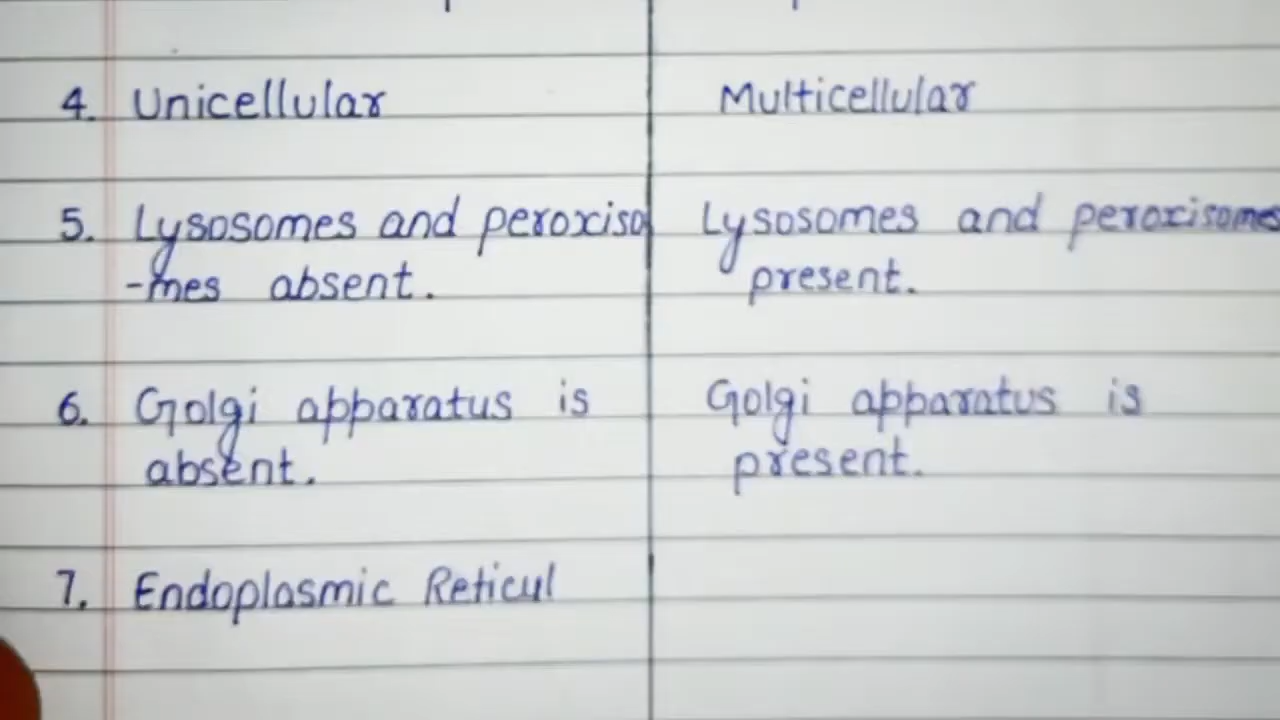 4. Unicellular
Multicellular
5. Lysosomes and peroxiso
-mes absent.
Lysosomes and peroxisomes
present.
6. Golgi apparatus is
absent.
Golgi apparatus is
present.
7. Endoplasmic Reticul